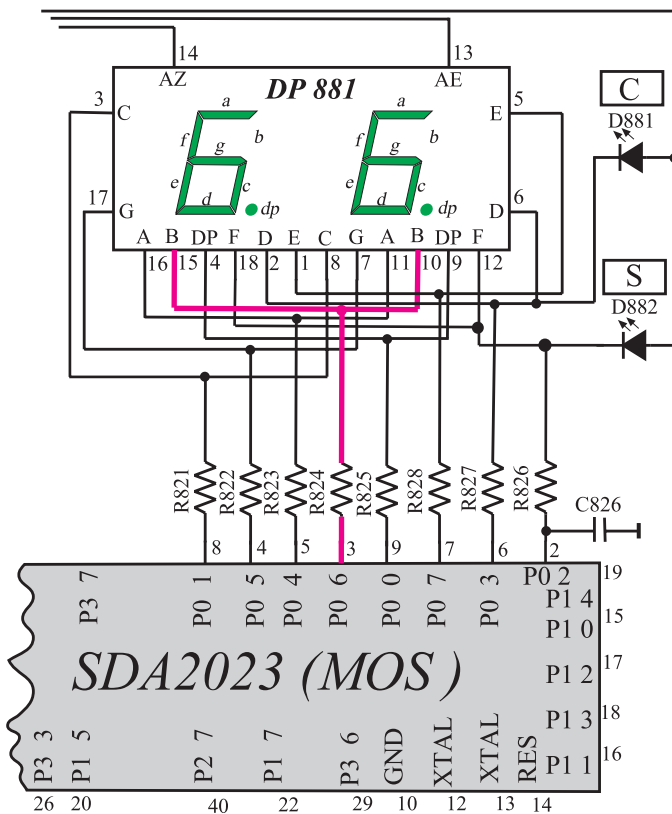 14 13
AZ DP 881 AE
C
D881
3 C a a E 5
f b f b
g g
17 G e c e c D 6
d dp d dp
A B DP F D E C G A B DP F
16 15 4 18 2 1 8 7 11 10 9 12
S
D882
R821 R822 R823 R824 R825 R828 R827 R826
C826
8 4 5 3 9 7 6 2
P3 7 P0 1 P0 5 P0 4 P0 6 P0 0 P0 7 P0 3 P0 2 19
P1 4
15
P1 0
SDA2023 (MOS )
17
P1 2
18
P1 3
16
P1 1
P3 3 P1 5 P2 7 P1 7 P3 6 GND XTAL XTAL RES
26 20 40 22 29 10 12 13 14